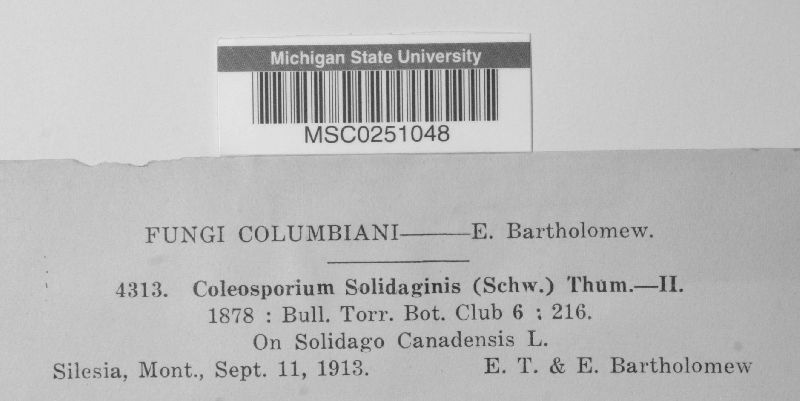 Michigan State University
MSC0251048
FUNGI COLUMBIANI——E. Bartholomew.
4313. Coleosporium Solidaginis (Schw.) Thum.—II.
1878 : Bull. Torr. Bot. Club 6 : 216.
On Solidago Canadensis L.
Silesia, Mont., Sept. 11, 1913. E. T. & E. Bartholomew